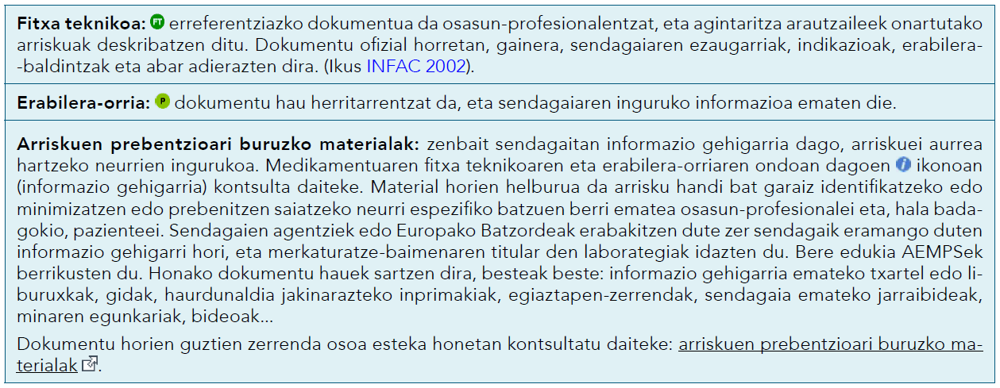 Fitxa teknikoa: FT erreferentziazko dokumentua da osasun-profesionalentzat, eta agintaritza arautzaileek onartutako
arriskuak deskribatzen ditu. Dokumentu ofizial horretan, gainera, sendagaiaren ezaugarriak, indikazioak, erabilera-
-baldintzak eta abar adierazten dira. (Ikus INFAC 2002).
Erabilera-orria: P dokumentu hau herritarrentzat da, eta sendagaiaren inguruko informazioa ematen die.
Arriskuen prebentzioari buruzko materialak: zenbait sendagaitan informazio gehigarria dago, arriskuei aurrea
hartzeko neurrien ingurukoa. Medikamentuaren fitxa teknikoaren eta erabilera-orriaren ondoan dagoen i ikonoan
(informazio gehigarria) kontsulta daiteke. Material horien helburua da arrisku handi bat garaiz identifikatzeko edo
minimizatzen edo prebenitzen saiatzeko neurri espezifiko batzuen berri ematea osasun-profesionalei eta, hala bada-
gokio, pazienteei. Sendagaien agentziek edo Europako Batzordeak erabakitzen dute zer sendagaik eramango duten
informazio gehigarri hori, eta merkaturatze-baimenaren titular den laborategiak idazten du. Bere edukia AEMPSek
berrikusten du. Honako dokumentu hauek sartzen dira, besteak beste: informazio gehigarria emateko txartel edo li-
buruxkak, gidak, haurdunaldia jakinarazteko inprimakiak, egiaztapen-zerrendak, sendagaia emateko jarraibideak,
minaren egunkariak, bideoak...
Dokumentu horien guztien zerrenda osoa esteka honetan kontsultatu daiteke: arriskuen prebentzioari buruzko ma-
terialak.